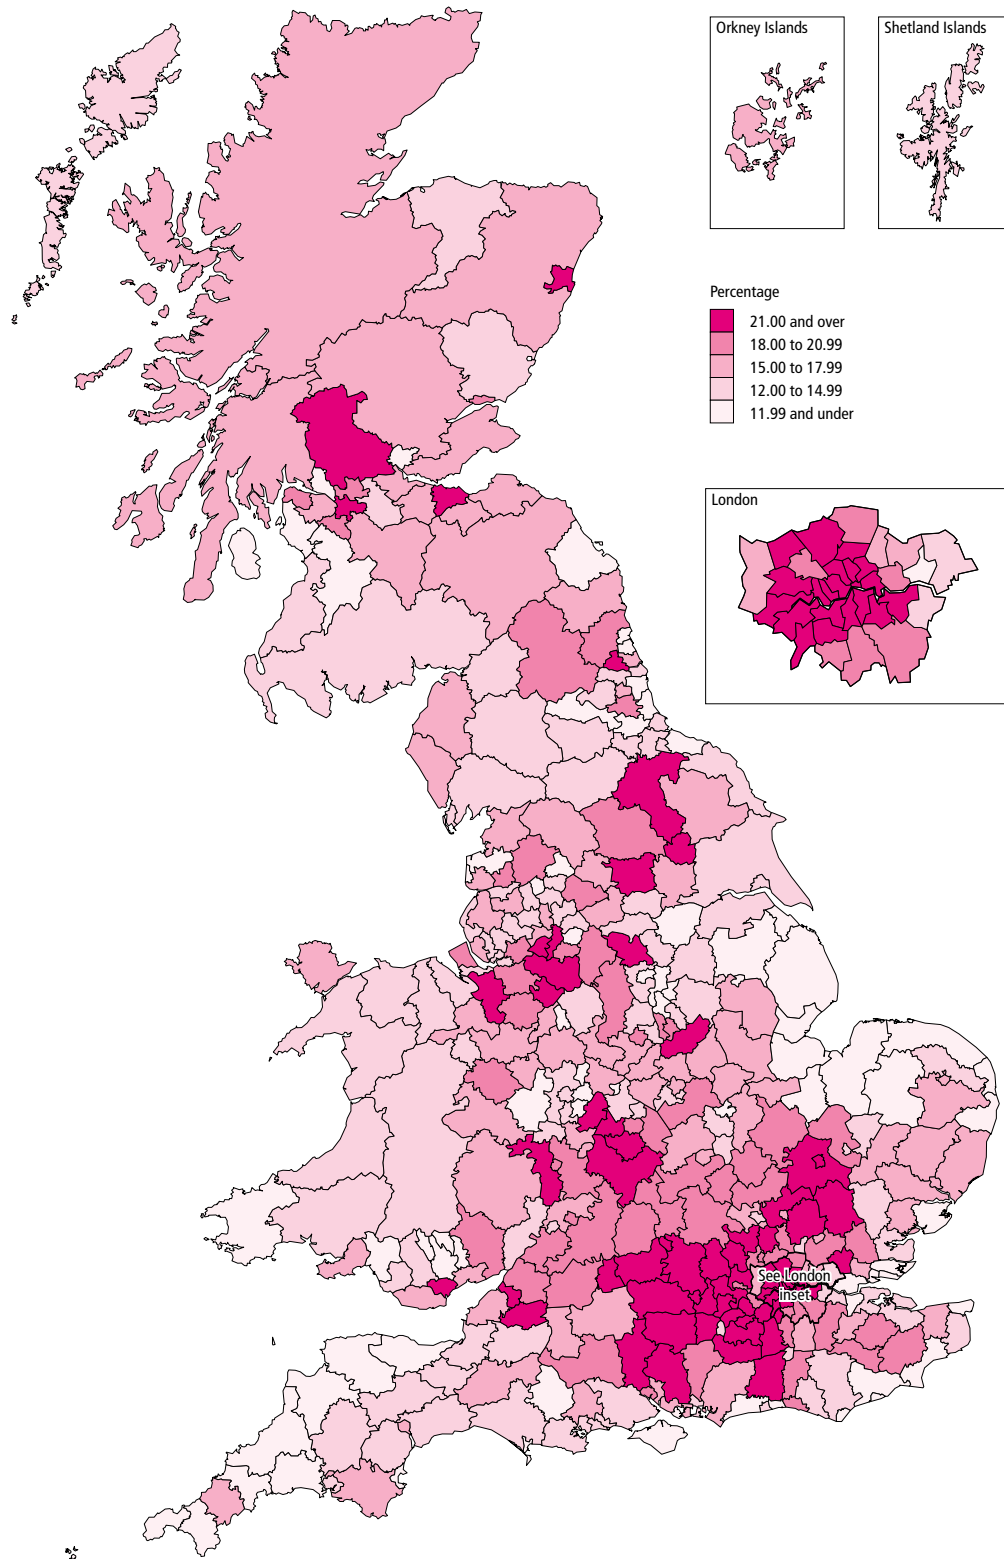 Orkney Islands
Shetland Islands
Percentage
21.00 and over
18.00 to 20.99
15.00 to 17.99
12.00 to 14.99
11.99 and under
London
See London
inset